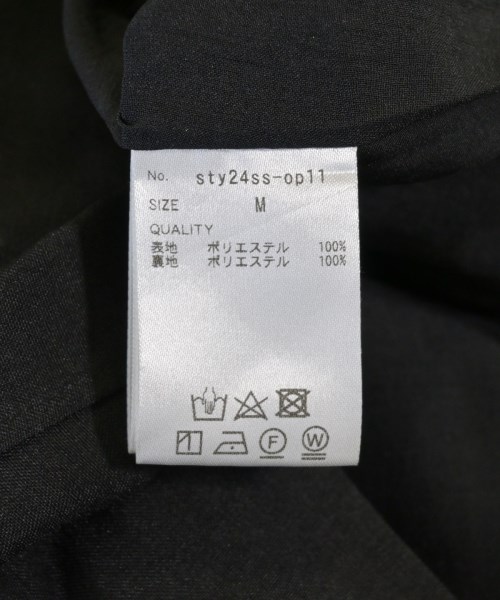 No. sty24ss-op11
SIZE M
QUALITY
表地 ポリエステル 100%
裏地 ポリエステル 100%
F W